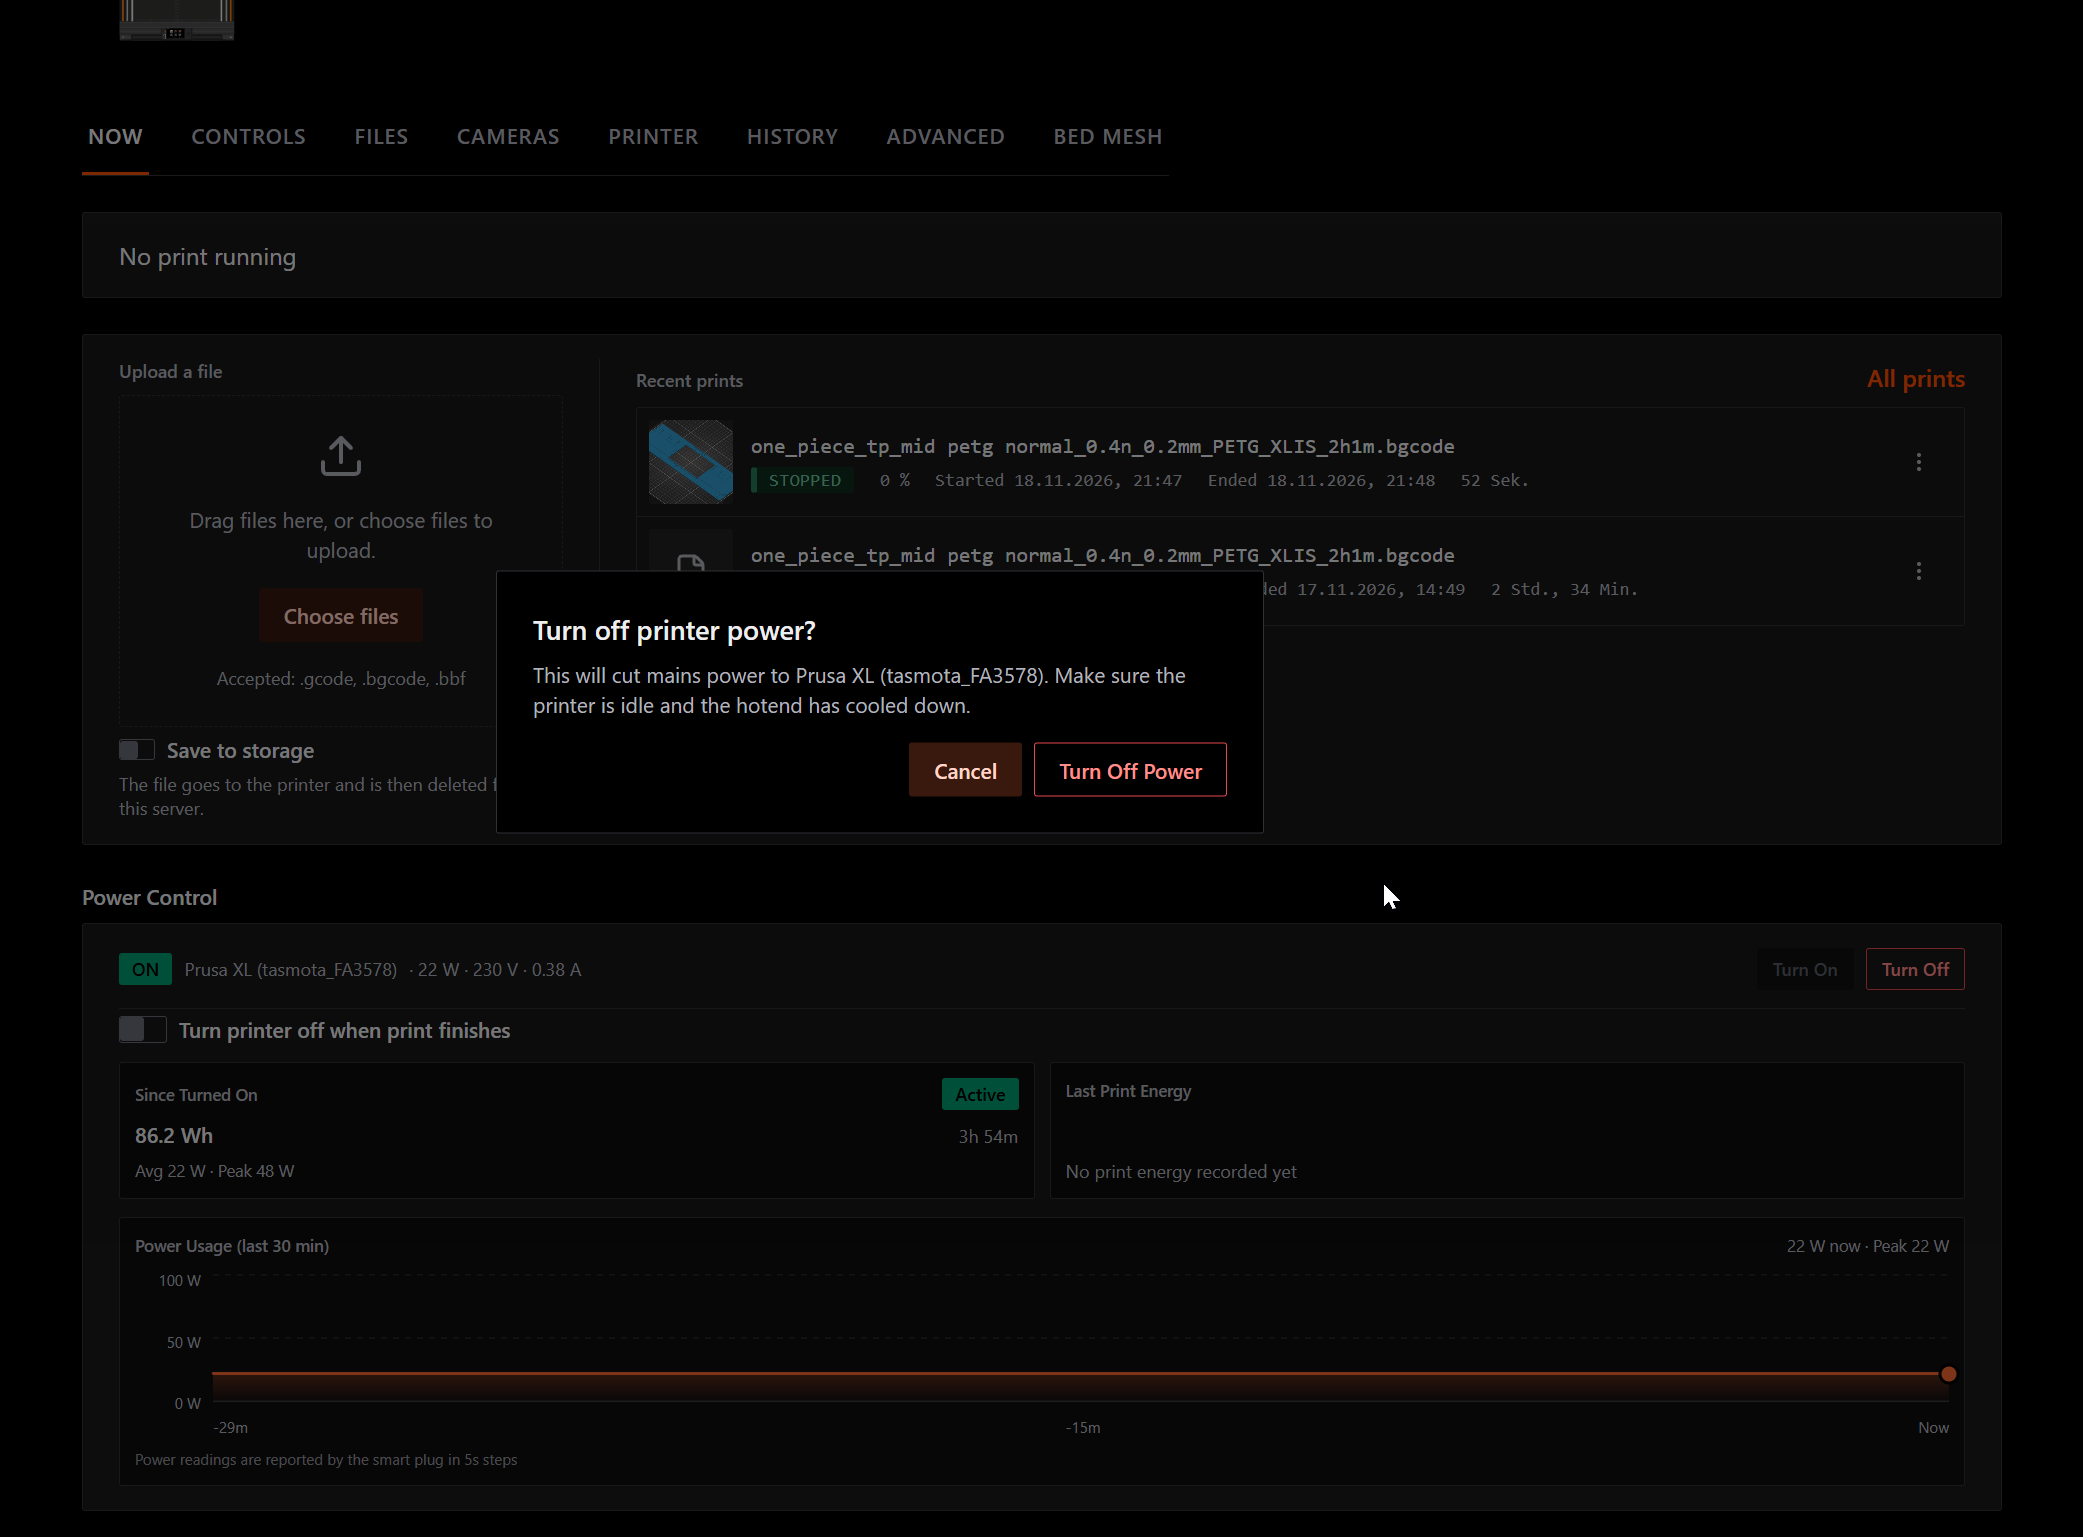 NOW CONTROLS FILES CAMERAS PRINTER HISTORY ADVANCED BED MESH
No print running
Upload a file
Drag files here, or choose files to
upload.
Choose files
Accepted: .gcode, .bgcode, .bbf
Save to storage
The file goes to the printer and is then deleted
this server.
Recent prints
All prints
one_piece_tp_mid petg normal_0.4n_0.2mm_PETG_XLIS_2h1m.bgcode
STOPPED 0 % Started 18.11.2026, 21:47 Ended 18.11.2026, 21:48 52 Sek.
one_piece_tp_mid petg normal_0.4n_0.2mm_PETG_XLIS_2h1m.bgcode
17.11.2026, 14:49 2 Std., 34 Min.
Turn off printer power?
This will cut mains power to Prusa XL (tasmota_FA3578). Make sure the
printer is idle and the hotend has cooled down.
Cancel Turn Off Power
Power Control
ON Prusa XL (tasmota_FA3578) · 22 W · 230 V · 0.38 A
Turn On Turn Off
Turn printer off when print finishes
Since Turned On Active
86.2 Wh 3h 54m
Avg 22 W · Peak 48 W
Last Print Energy
No print energy recorded yet
Power Usage (last 30 min) 22 W now · Peak 22 W
100 W
50 W
0 W
-29m -15m Now
Power readings are reported by the smart plug in 5s steps